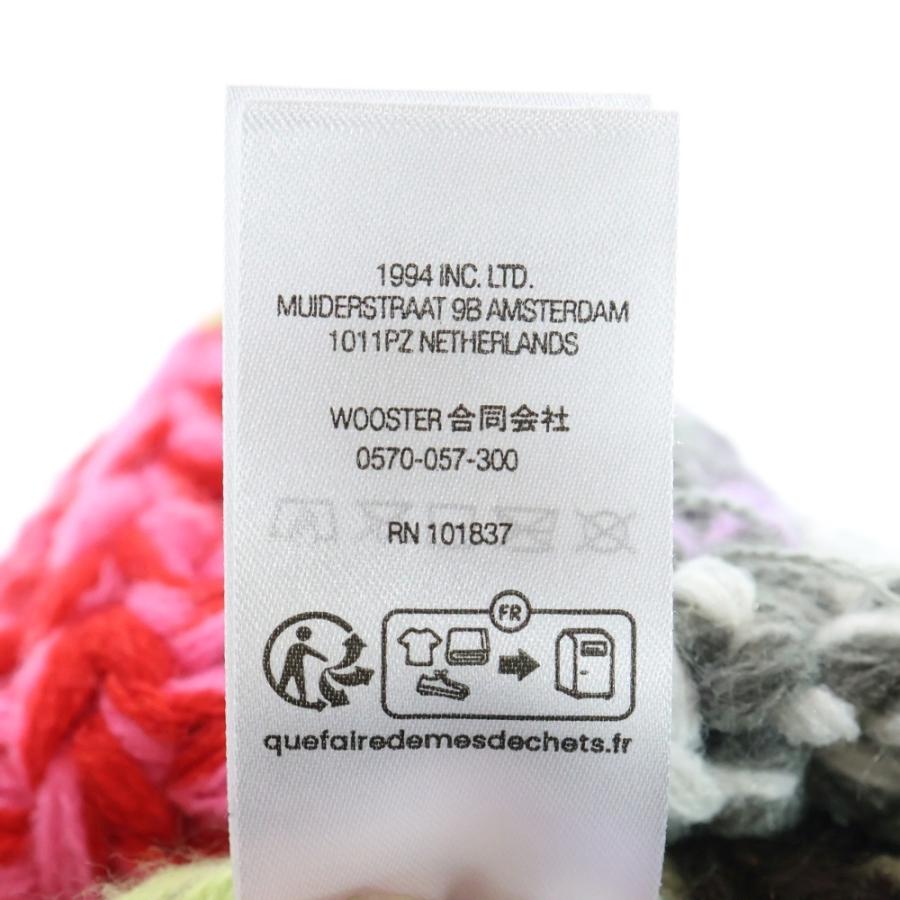 1994 INC. LTD.
MUIDERSTRAAT 9B AMSTERDAM
1011PZ NETHERLANDS
WOOSTER 合同会社
0570-057-300
RN 101837
FR
quefairedemesdechets.fr